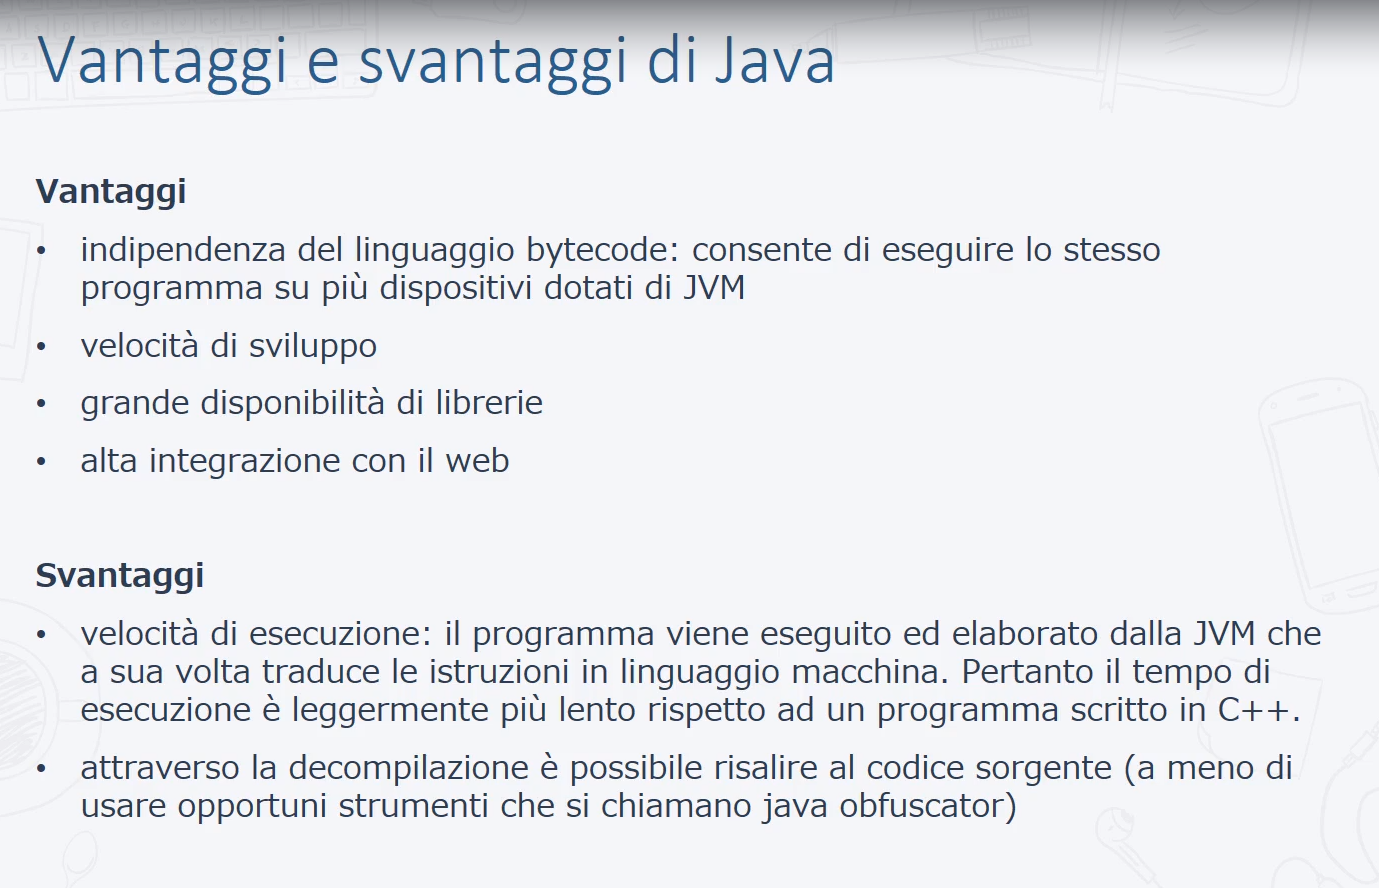 Vantaggi e svantaggi di Java
Vantaggi
• indipendenza del linguaggio bytecode: consente di eseguire lo stesso
programma su più dispositivi dotati di JVM
• velocità di sviluppo
• grande disponibilità di librerie
• alta integrazione con il web
Svantaggi
• velocità di esecuzione: il programma viene eseguito ed elaborato dalla JVM che
a sua volta traduce le istruzioni in linguaggio macchina. Pertanto il tempo di
esecuzione è leggermente più lento rispetto ad un programma scritto in C++.
• attraverso la decompilazione è possibile risalire al codice sorgente (a meno di
usare opportuni strumenti che si chiamano java obfuscator)